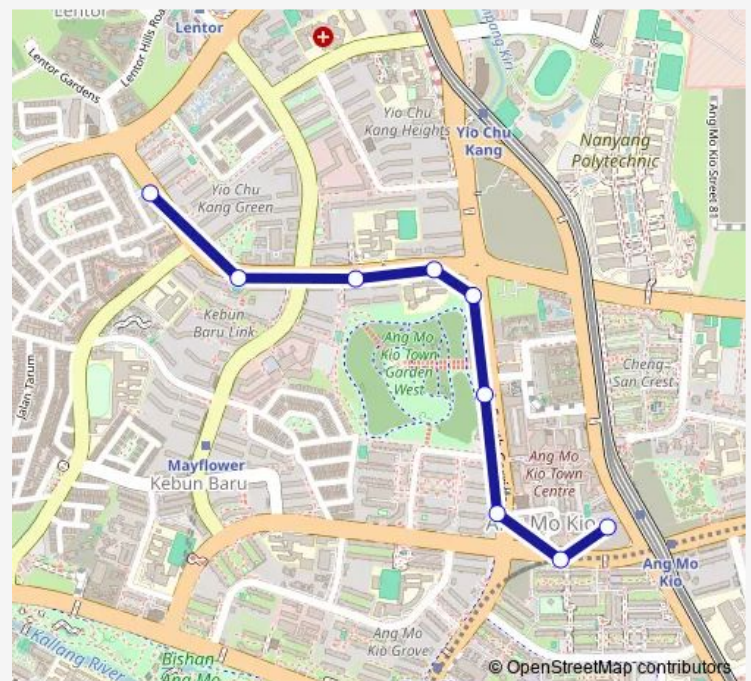 Lentor
Lentor
Lentor Hills Roa
Lentor Gardens
Yio Chu
Kang Heights
Yio Chu
Kang
Nanyang
Polytechnic
Ang Mo Kio Street 81
Yio Chu
Kang Green
Kebun
Baru Link
Ang Mo
Kio Town
Garden
West
Cheng
San Crest
Jalan Tarum
Mayflower
Kebun Baru
Ang Mo
Kio Town
Centre
Ang Mo Kio
Ang Mo
Kio
Ang Mo
Kio Grove
Kallang River
Bishan
Ang Mo
© OpenStreetMap contributors